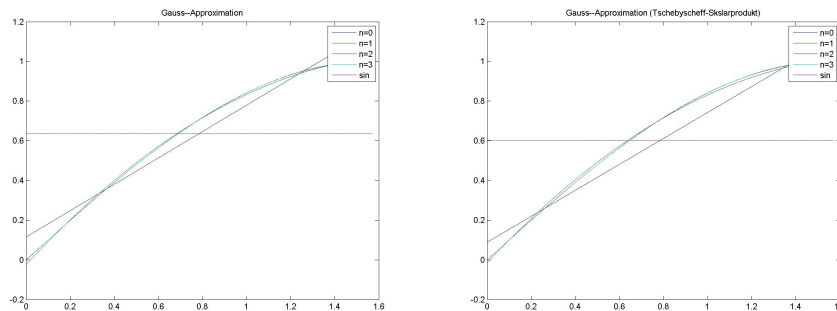 Gauss--Approximation
1.2
1
0.8
0.6
0.4
0.2
0
-0.2
0 0.2 0.4 0.6 0.8 1 1.2 1.4 1.6
n=0
n=1
n=2
n=3
sin
Gauss--Approximation (Tschebyscheff-Skslarprodukt)
1.2
1
0.8
0.6
0.4
0.2
0
-0.2
0 0.2 0.4 0.6 0.8 1 1.2 1.4 1.6
n=0
n=1
n=2
n=3
sin